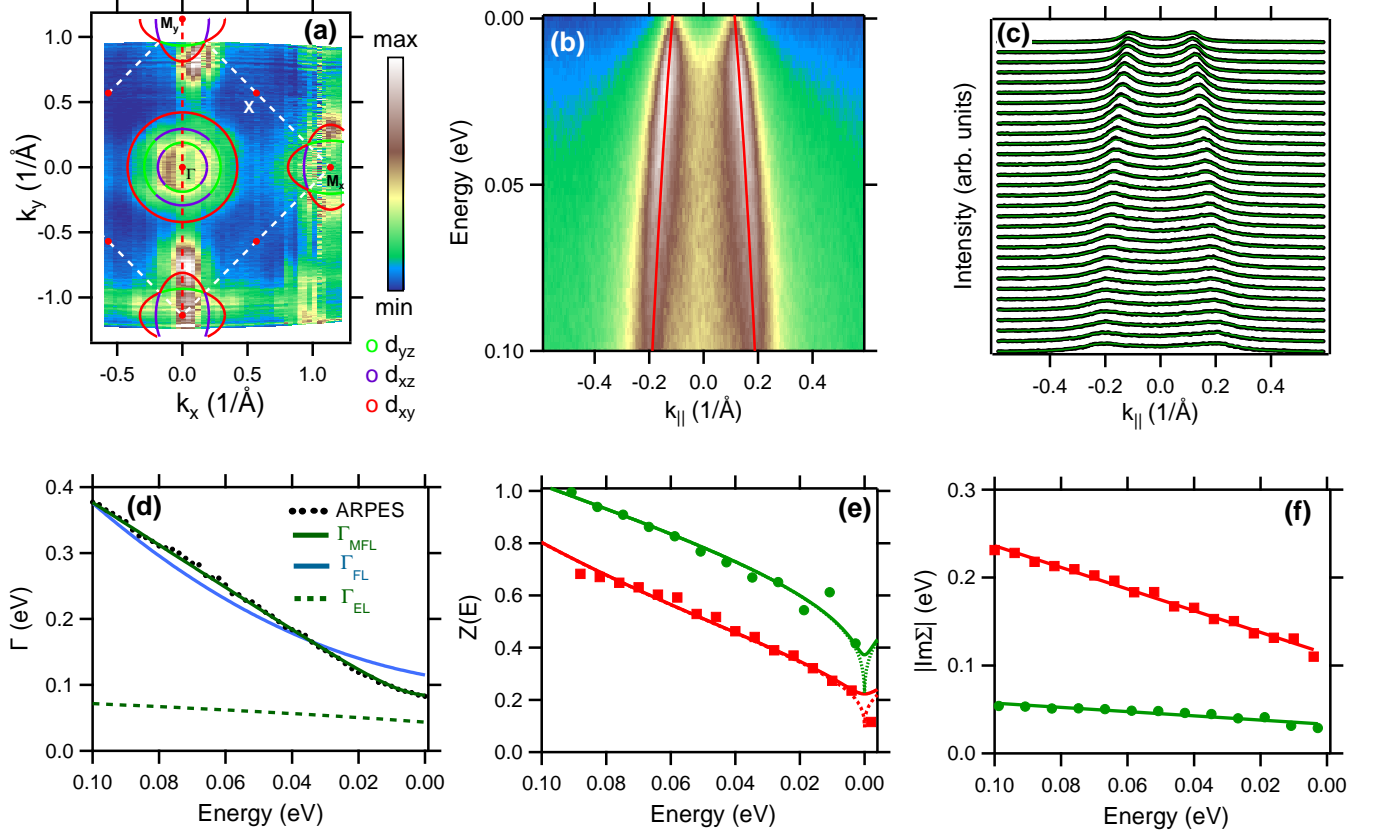 (a)
M_y
X
Γ
M_x
1.0
0.5
0.0
-0.5
-1.0
k_y (1/Å)
-0.5 0.0 0.5 1.0
k_x (1/Å)
max
min
o d_yz
o d_xz
o d_xy
(b)
0.00
0.05
0.10
Energy (eV)
-0.4 -0.2 0.0 0.2 0.4
k_|| (1/Å)
(c)
Intensity (arb. units)
-0.4 -0.2 0.0 0.2 0.4
k_|| (1/Å)
(d)
ARPES
Γ_MFL
Γ_FL
Γ_EL
0.4
0.3
0.2
0.1
0.0
Γ (eV)
0.10 0.08 0.06 0.04 0.02 0.00
Energy (eV)
(e)
1.0
0.8
0.6
0.4
0.2
0.0
Z(E)
0.10 0.08 0.06 0.04 0.02 0.00
Energy (eV)
(f)
0.3
0.2
0.1
0.0
|ImΣ| (eV)
0.10 0.08 0.06 0.04 0.02 0.00
Energy (eV)